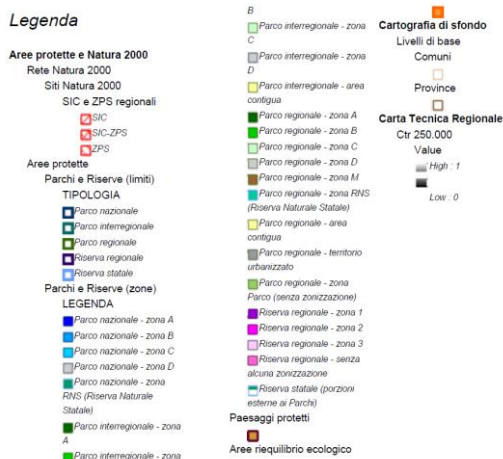 Legenda
Aree protette e Natura 2000
Rete Natura 2000
Siti Natura 2000
SIC e ZPS regionali
SIC
SIC-ZPS
ZPS
Aree protette
Parchi e Riserve (limiti)
TIPOLOGIA
Parco nazionale
Parco interregionale
Parco regionale
Riserva regionale
Riserva statale
Parchi e Riserve (zone)
LEGENDA
Parco nazionale - zona A
Parco nazionale - zona B
Parco nazionale - zona C
Parco nazionale - zona D
Parco nazionale - zona
RNS (Riserva Naturale
Statale)
Parco interregionale - zona
A
Parco interregionale - zona
B
Parco interregionale - zona
C
Parco interregionale - zona
D
Parco interregionale - area
contigua
Parco regionale - zona A
Parco regionale - zona B
Parco regionale - zona C
Parco regionale - zona D
Parco regionale - zona M
Parco regionale - zona RNS
(Riserva Naturale Statale)
Parco regionale - area
contigua
Parco regionale - territorio
urbanizzato
Parco regionale - zona
Parco (senza zonizzazione)
Riserva regionale - zona 1
Riserva regionale - zona 2
Riserva regionale - zona 3
Riserva regionale - senza
alcuna zonizzazione
Riserva statale (porzioni
esterne ai Parchi)
Paesaggi protetti
Aree riequilibrio ecologico
Cartografia di sfondo
Livelli di base
Comuni
Province
Carta Tecnica Regionale
Ctr 250.000
Value
High : 1
Low : 0